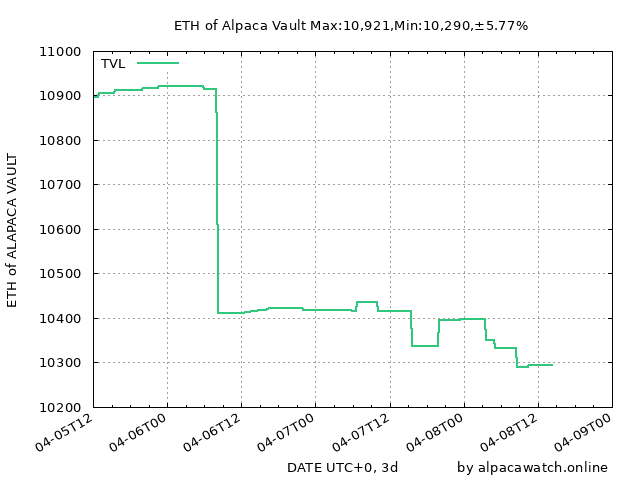 ETH of Alpaca Vault Max:10,921,Min:10,290,±5.77%
TVL
11000
10900
10800
10700
10600
10500
10400
10300
10200
ETH of ALAPACA VAULT
04-05T12
04-06T00
04-06T12
04-07T00
04-07T12
04-08T00
04-08T12
04-09T00
DATE UTC+0, 3d
by alpacawatch.online